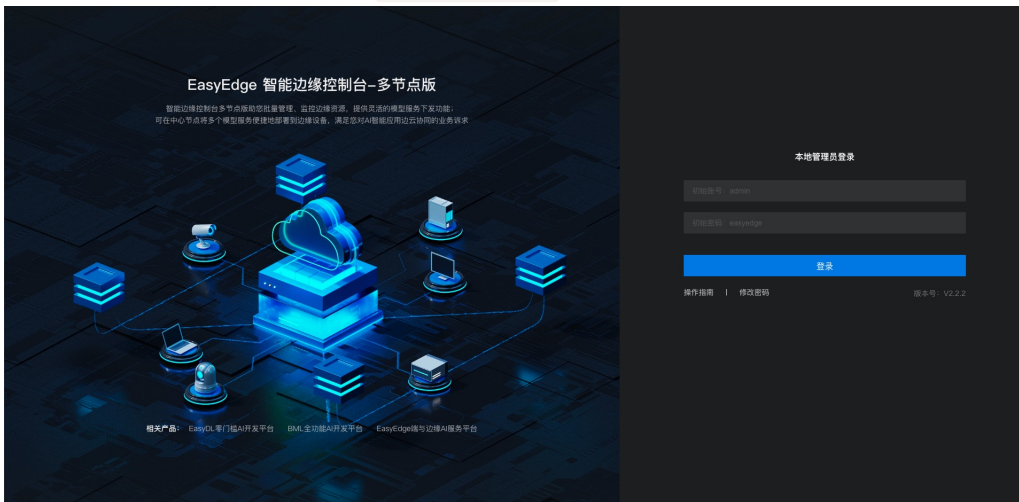 EasyEdge 智能边缘控制台-多节点版
智能边缘控制台多节点版助您批量管理、监控边缘资源，提供灵活的模型服务下发功能；
可在中心节点将多个模型服务便捷地部署到边缘设备，满足您对AI智能应用边云协同的业务诉求
相关产品： EasyDL零门槛AI开发平台 BML全功能AI开发平台 EasyEdge端与边缘AI服务平台
本地管理员登录
初始账号：admin
初始密码：easyedge
登录
操作指南 | 修改密码 版本号：V2.2.2